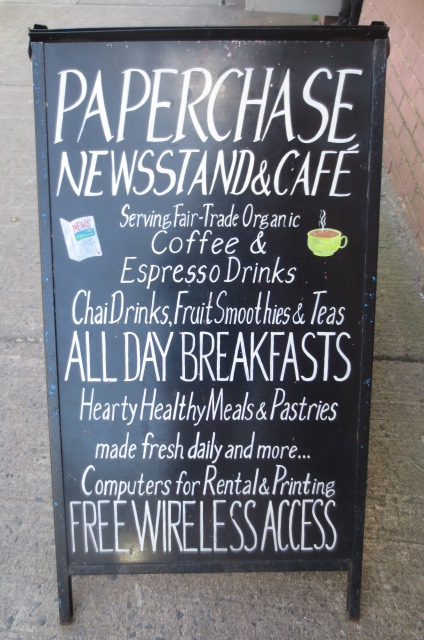 PAPERCHASE
NEWSSTAND & CAFÉ
Serving Fair-Trade Organic
Coffee &
Espresso Drinks
Chai Drinks, Fruit Smoothies & Teas
ALL DAY BREAKFASTS
Hearty Healthy Meals & Pastries
made fresh daily and more...
Computers for Rental & Printing
FREE WIRELESS ACCESS
NEWS